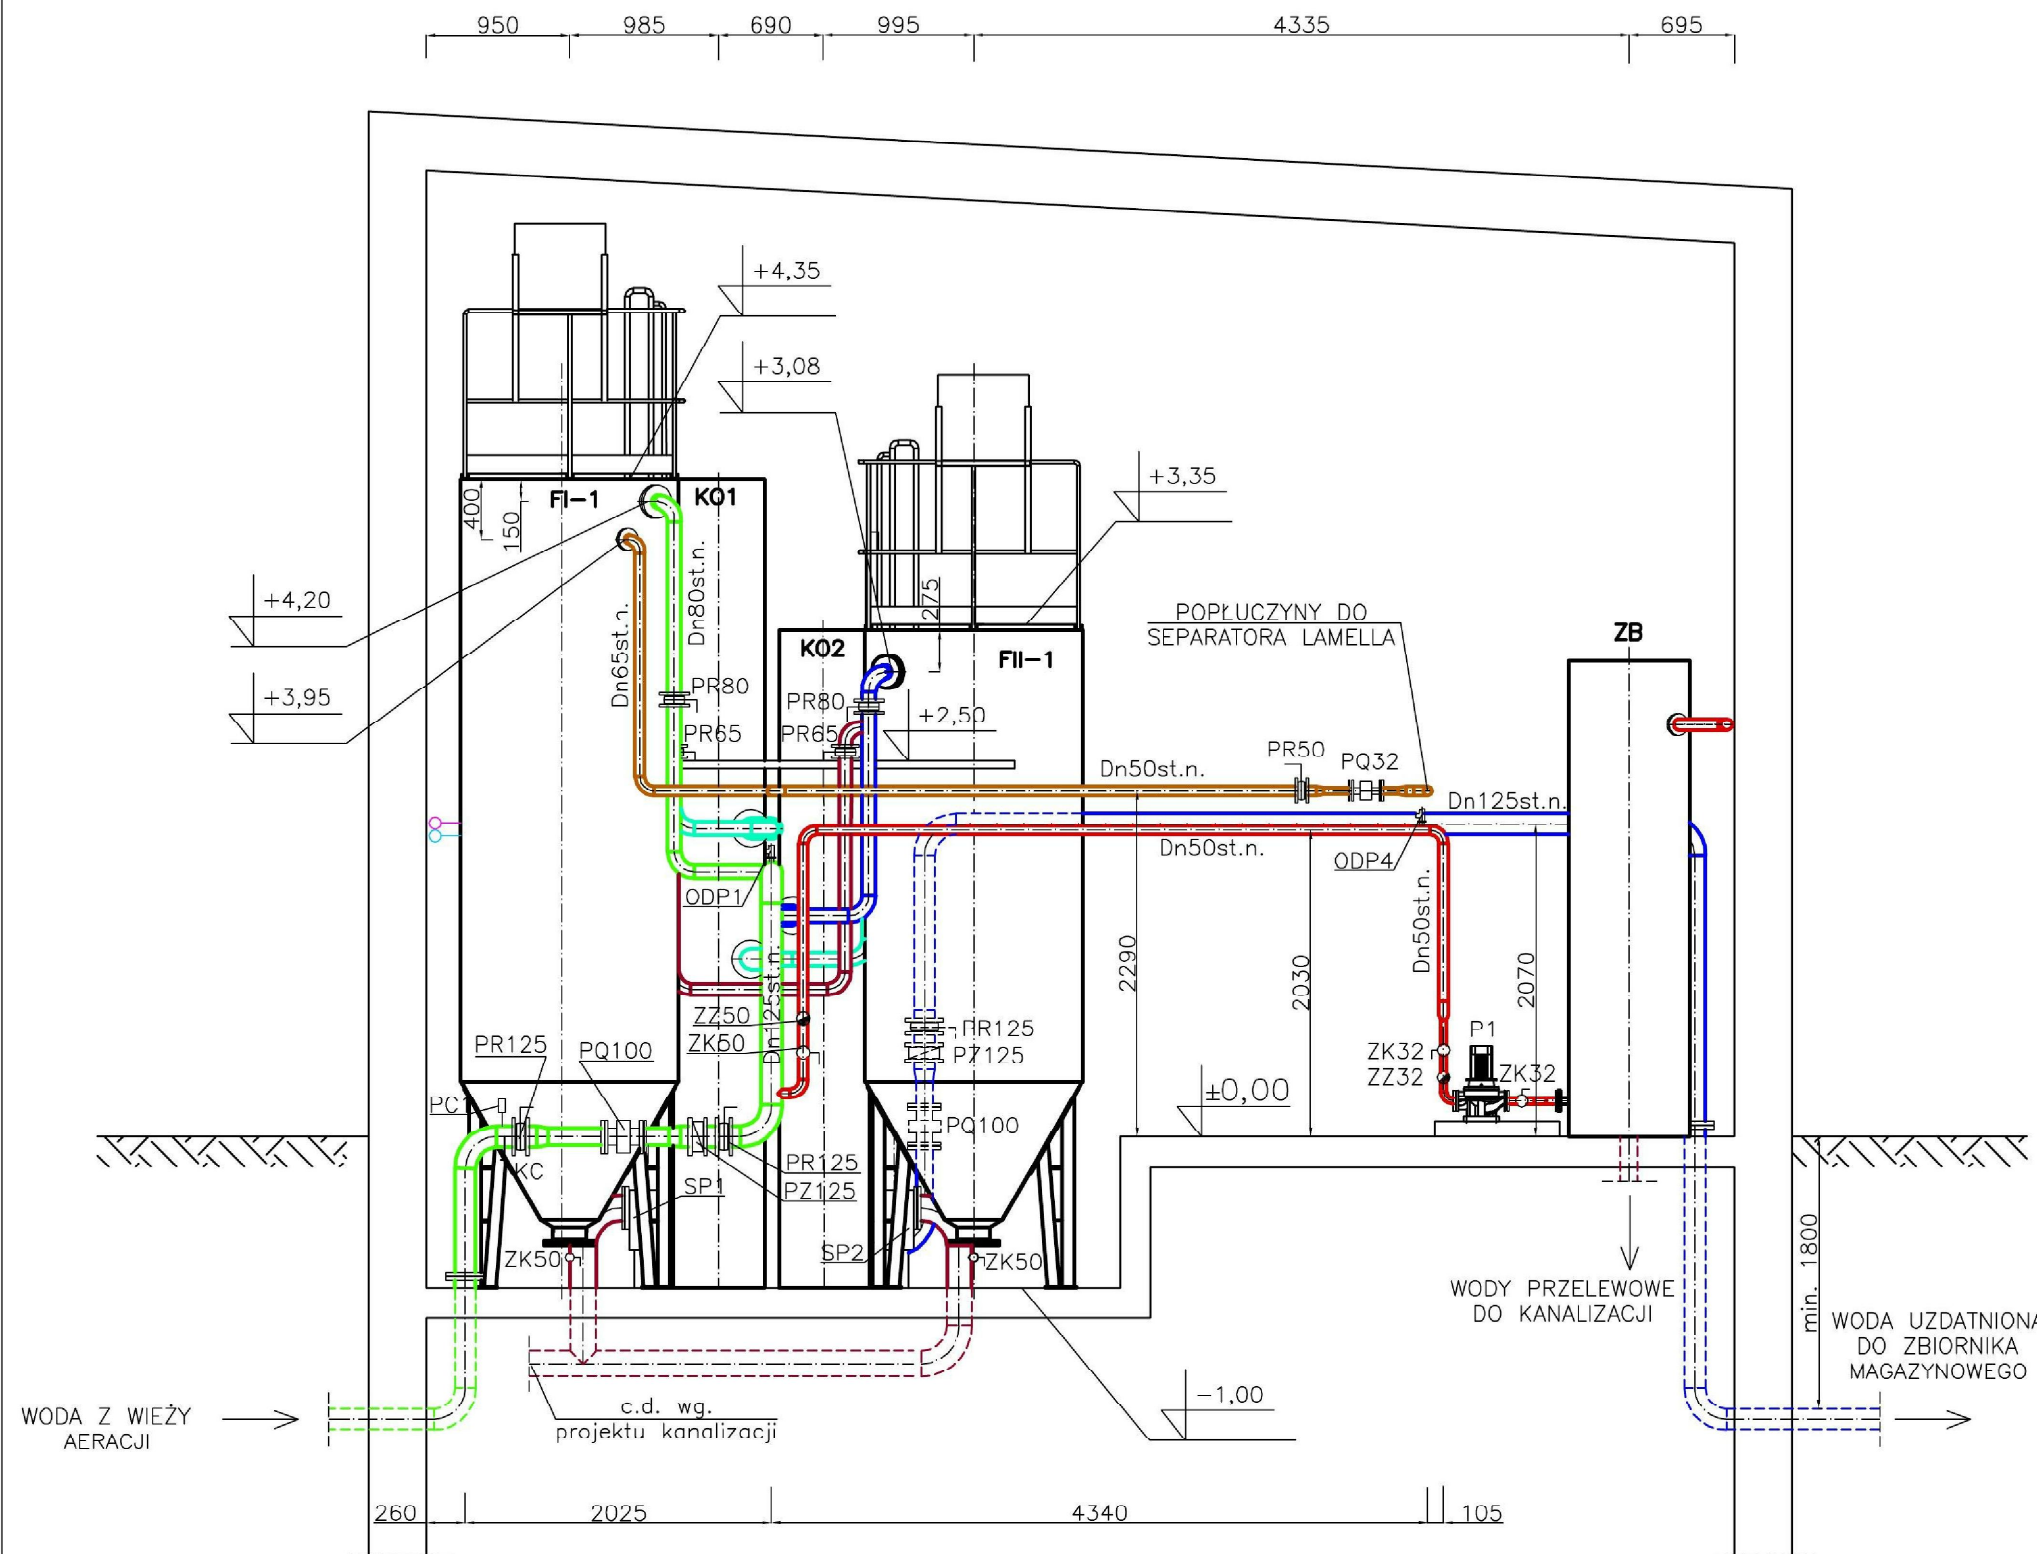 950 985 690 995 4335 695
+4,35
+3,08
+3,35
FI-1 KO1
400
150
Dn80st.n.
Dn65st.n.
275
+4,20
+3,95
POPŁUCZYNY DO
SEPARATORA LAMELLA
ZB
KO2
FII-1
PR80
PR80
+2,50
PR65
PR65
PR50
PQ32
Dn50st.n.
Dn125st.n.
Dn50st.n.
ODP4
ODP1
Dn50st.n.
Dn125st.n.
2290
2030
2070
ZZ50
ZK50
PR125
PZ125
PR125
PQ100
P1
ZK32
ZZ32
ZK32
±0,00
PQ100
PR125
PZ125
SP1
SP2
ZK50
ZK50
min. 1800
WODY PRZELEWOWE
DO KANALIZACJI
WODA UZDATNIONA
DO ZBIORNIKA
MAGAZYNOWEGO
-1,00
c.d. wg.
projektu kanalizacji
WODA Z WIEŻY
AERACJI
260 2025 4340 105